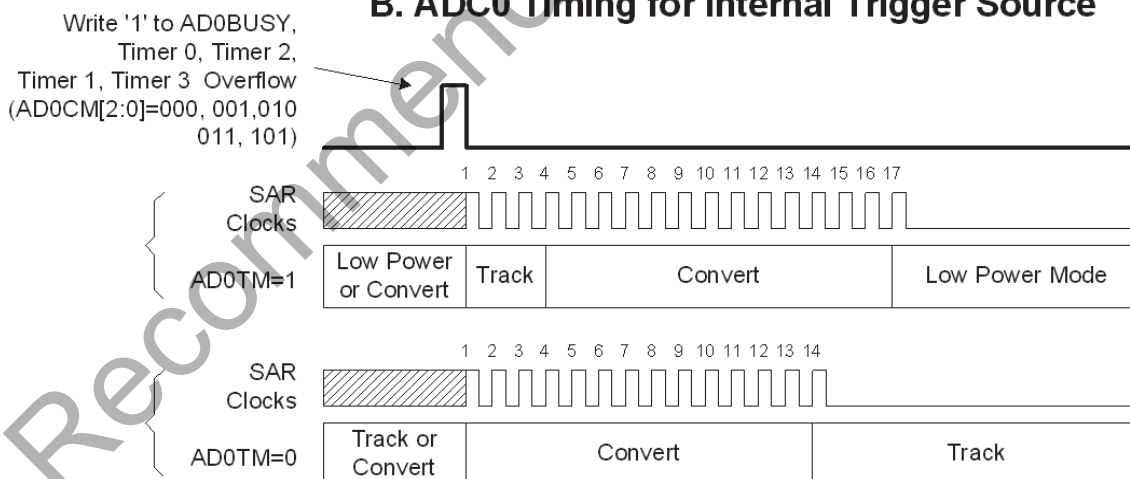 B. ADC0 Timing for Internal Trigger Source
Write '1' to AD0BUSY,
Timer 0, Timer 2,
Timer 1, Timer 3 Overflow
(AD0CM[2:0]=000, 001,010
011, 101)
1 2 3 4 5 6 7 8 9 10 11 12 13 14 15 16 17
SAR
Clocks
AD0TM=1
Low Power
or Convert
Track
Convert
Low Power Mode
1 2 3 4 5 6 7 8 9 10 11 12 13 14
SAR
Clocks
AD0TM=0
Track or
Convert
Convert
Track
Recommen